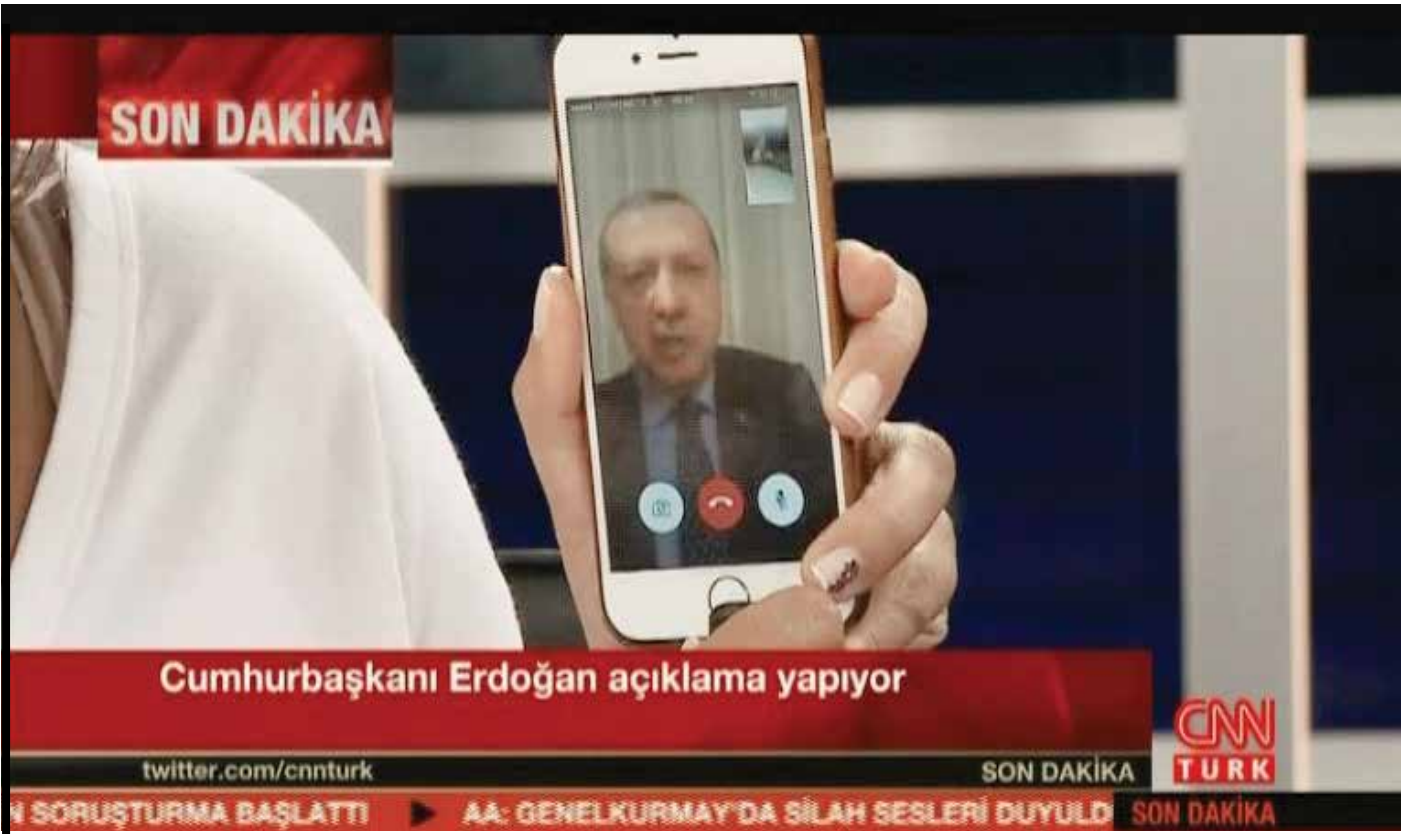 SON DAKİKA
Cumhurbaşkanı Erdoğan açıklama yapıyor
twitter.com/cnnturk
SON DAKİKA
CNN
TURK
N SORUŞTURMA BAŞLATTI ▶ AA: GENELKURMAY'DA SİLAH SESLERİ DUYULD
SON DAKİKA